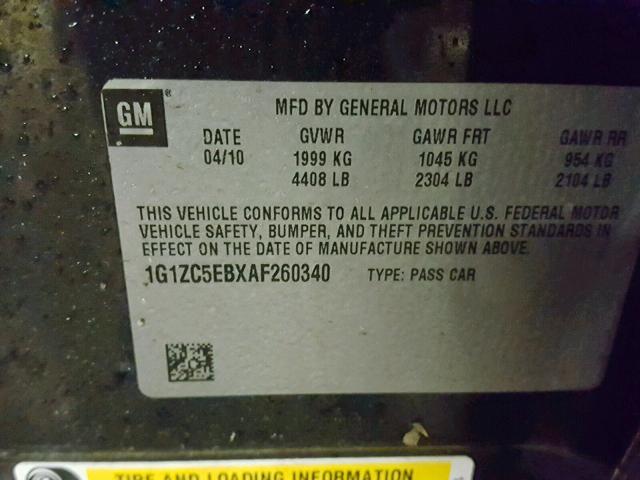 GM ®
MFD BY GENERAL MOTORS LLC
DATE GVWR GAWR FRT GAWR RR
04/10 1999 KG 1045 KG 954 KG
4408 LB 2304 LB 2104 LB
THIS VEHICLE CONFORMS TO ALL APPLICABLE U.S. FEDERAL MOTOR
VEHICLE SAFETY, BUMPER, AND THEFT PREVENTION STANDARDS IN
EFFECT ON THE DATE OF MANUFACTURE SHOWN ABOVE.
1G1ZC5EBXAF260340 TYPE: PASS CAR
TIRE AND LOADING INFORMATION